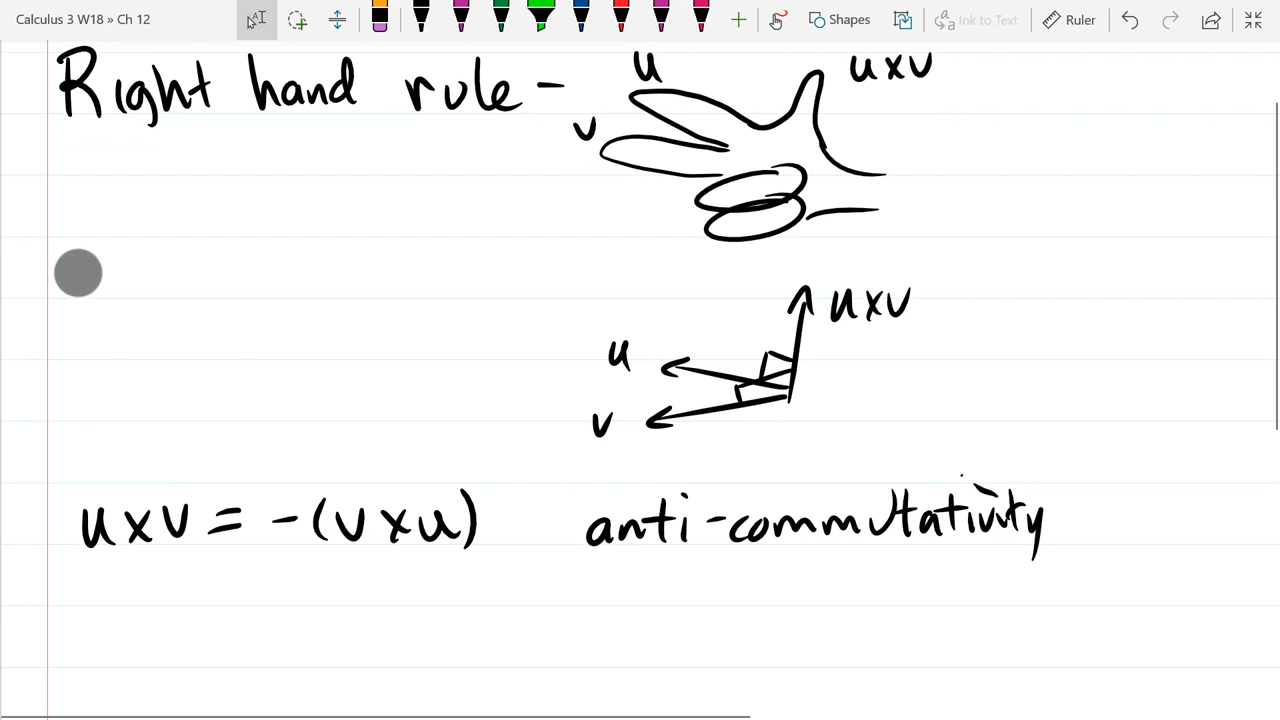 Calculus 3 W18 » Ch 12
Ink to Text
Shapes
Ruler
Right hand rule -
u
u x v
v
u x v
u
v
u x v = - (v x u)
anti-commutativity